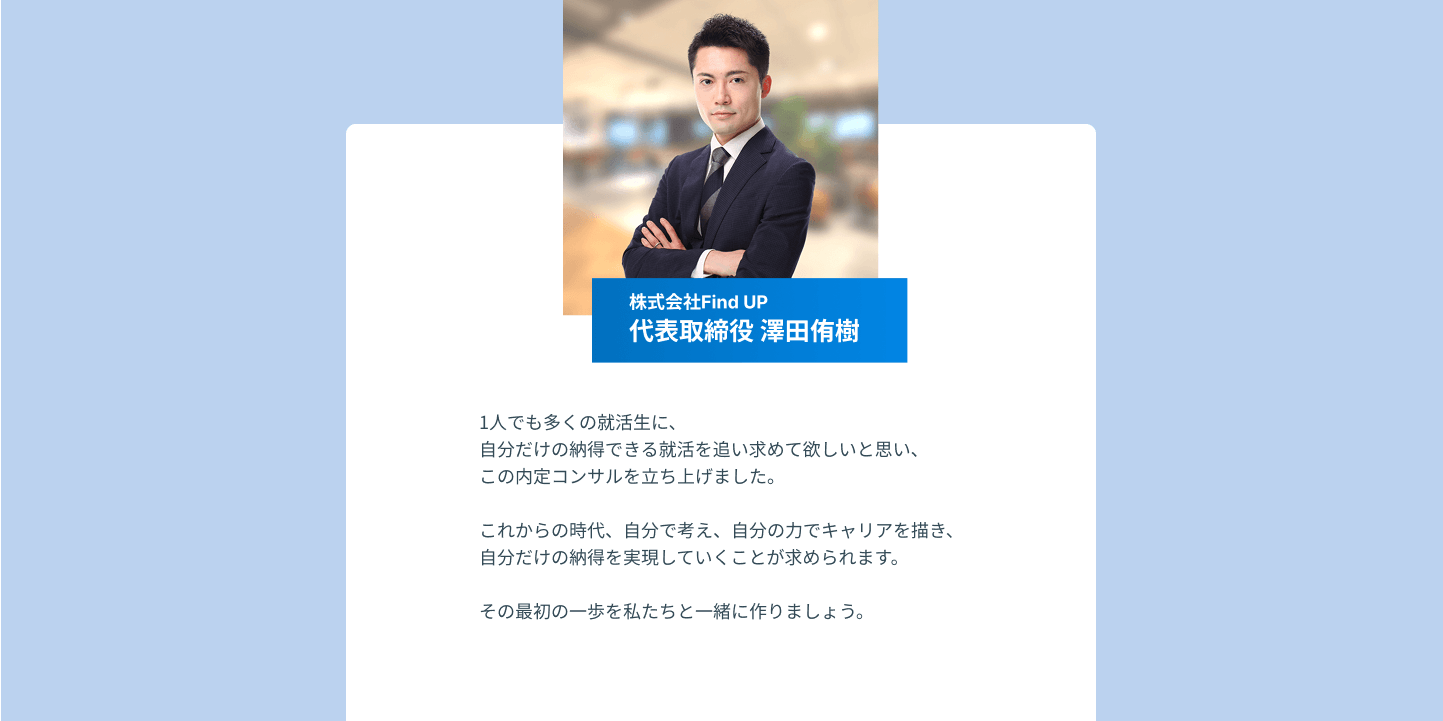 株式会社Find UP
代表取締役 澤田侑樹
1人でも多くの就活生に、
自分だけの納得できる就活を追い求めて欲しいと思い、
この内定コンサルを立ち上げました。
これからの時代、自分で考え、自分の力でキャリアを描き、
自分だけの納得を実現していくことが求められます。
その最初の一歩を私たちと一緒に作りましょう。